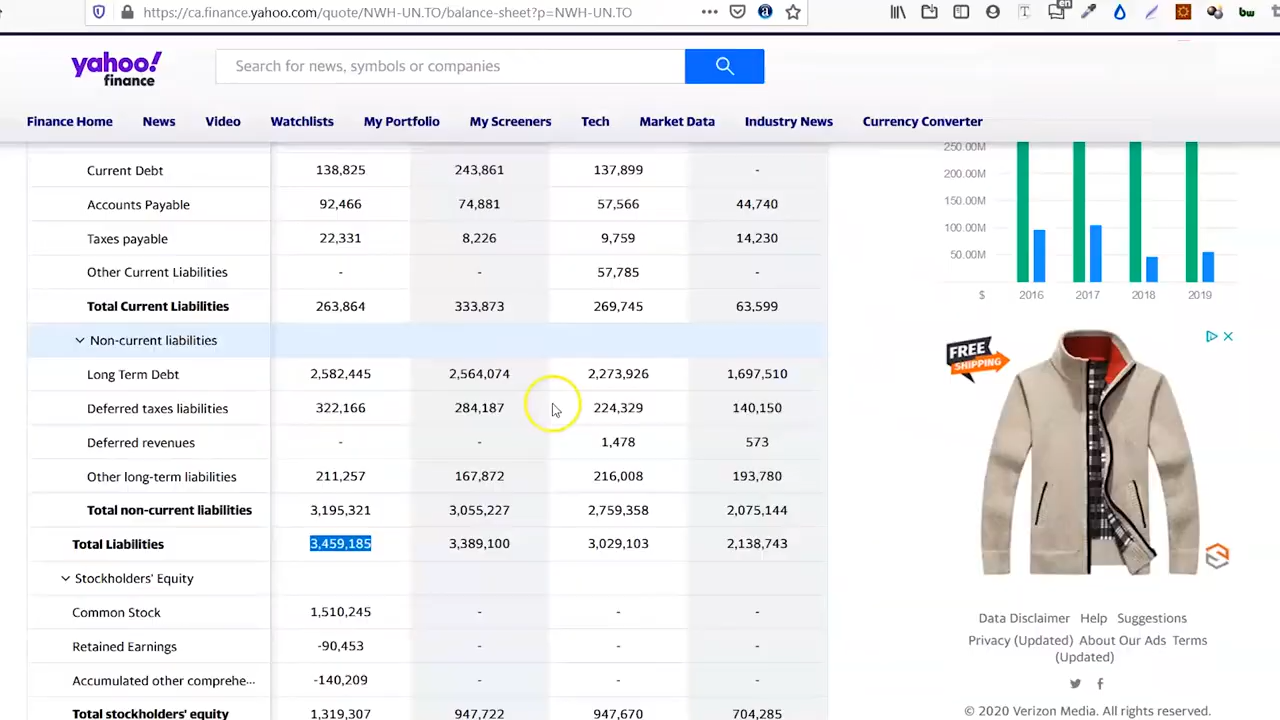 https://ca.finance.yahoo.com/quote/NWH-UN.TO/balance-sheet?p=NWH-UN.TO
en
bw
yahoo!
finance
Search for news, symbols or companies
Finance Home News Video Watchlists My Portfolio My Screeners Tech Market Data Industry News Currency Converter
Current Debt 138,825 243,861 137,899 -
Accounts Payable 92,466 74,881 57,566 44,740
Taxes payable 22,331 8,226 9,759 14,230
Other Current Liabilities - - 57,785 -
Total Current Liabilities 263,864 333,873 269,745 63,599
Non-current liabilities
Long Term Debt 2,582,445 2,564,074 2,273,926 1,697,510
Deferred taxes liabilities 322,166 284,187 224,329 140,150
Deferred revenues - - 1,478 573
Other long-term liabilities 211,257 167,872 216,008 193,780
Total non-current liabilities 3,195,321 3,055,227 2,759,358 2,075,144
Total Liabilities 3,459,185 3,389,100 3,029,103 2,138,743
Stockholders' Equity
Common Stock 1,510,245 - - -
Retained Earnings -90,453 - - -
Accumulated other comprehe... -140,209 - - -
Total stockholders' equity 1,319,307 947,722 947,670 704,285
250.00M
200.00M
150.00M
100.00M
50.00M
$ 2016 2017 2018 2019
FREE
SHIPPING
Data Disclaimer Help Suggestions
Privacy (Updated) About Our Ads Terms
(Updated)
© 2020 Verizon Media. All rights reserved.